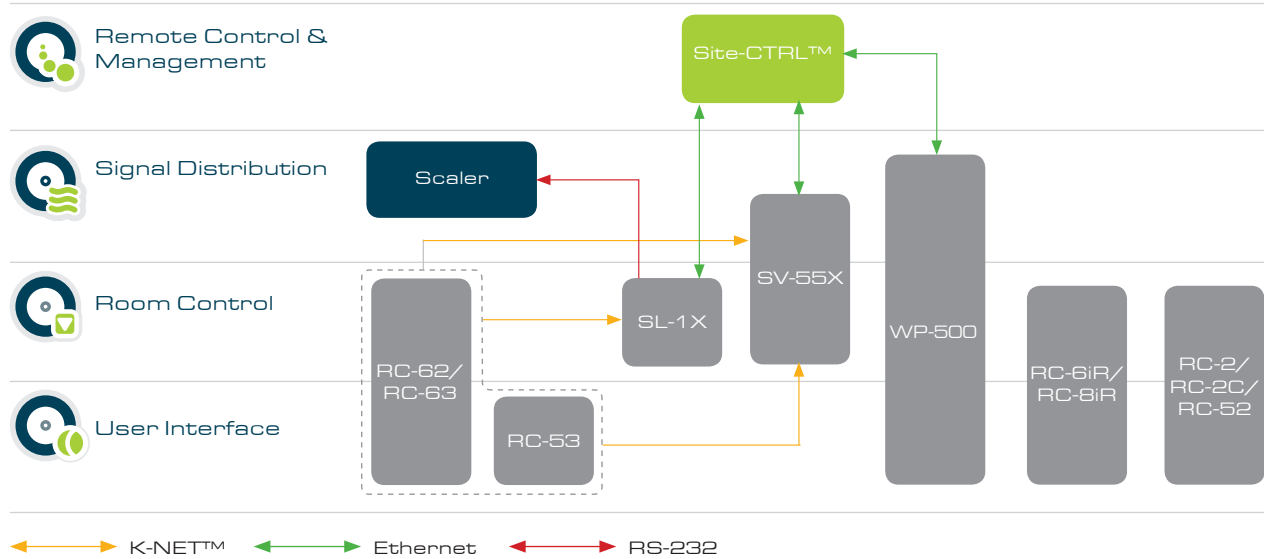 Remote Control &
Management
Site-CTRL™
Signal Distribution
Scaler
Room Control
SV-55X
SL-1X
WP-500
RC-62/
RC-63
RC-6iR/
RC-8iR
RC-2/
RC-2C/
RC-52
User Interface
RC-53
K-NET™
Ethernet
RS-232